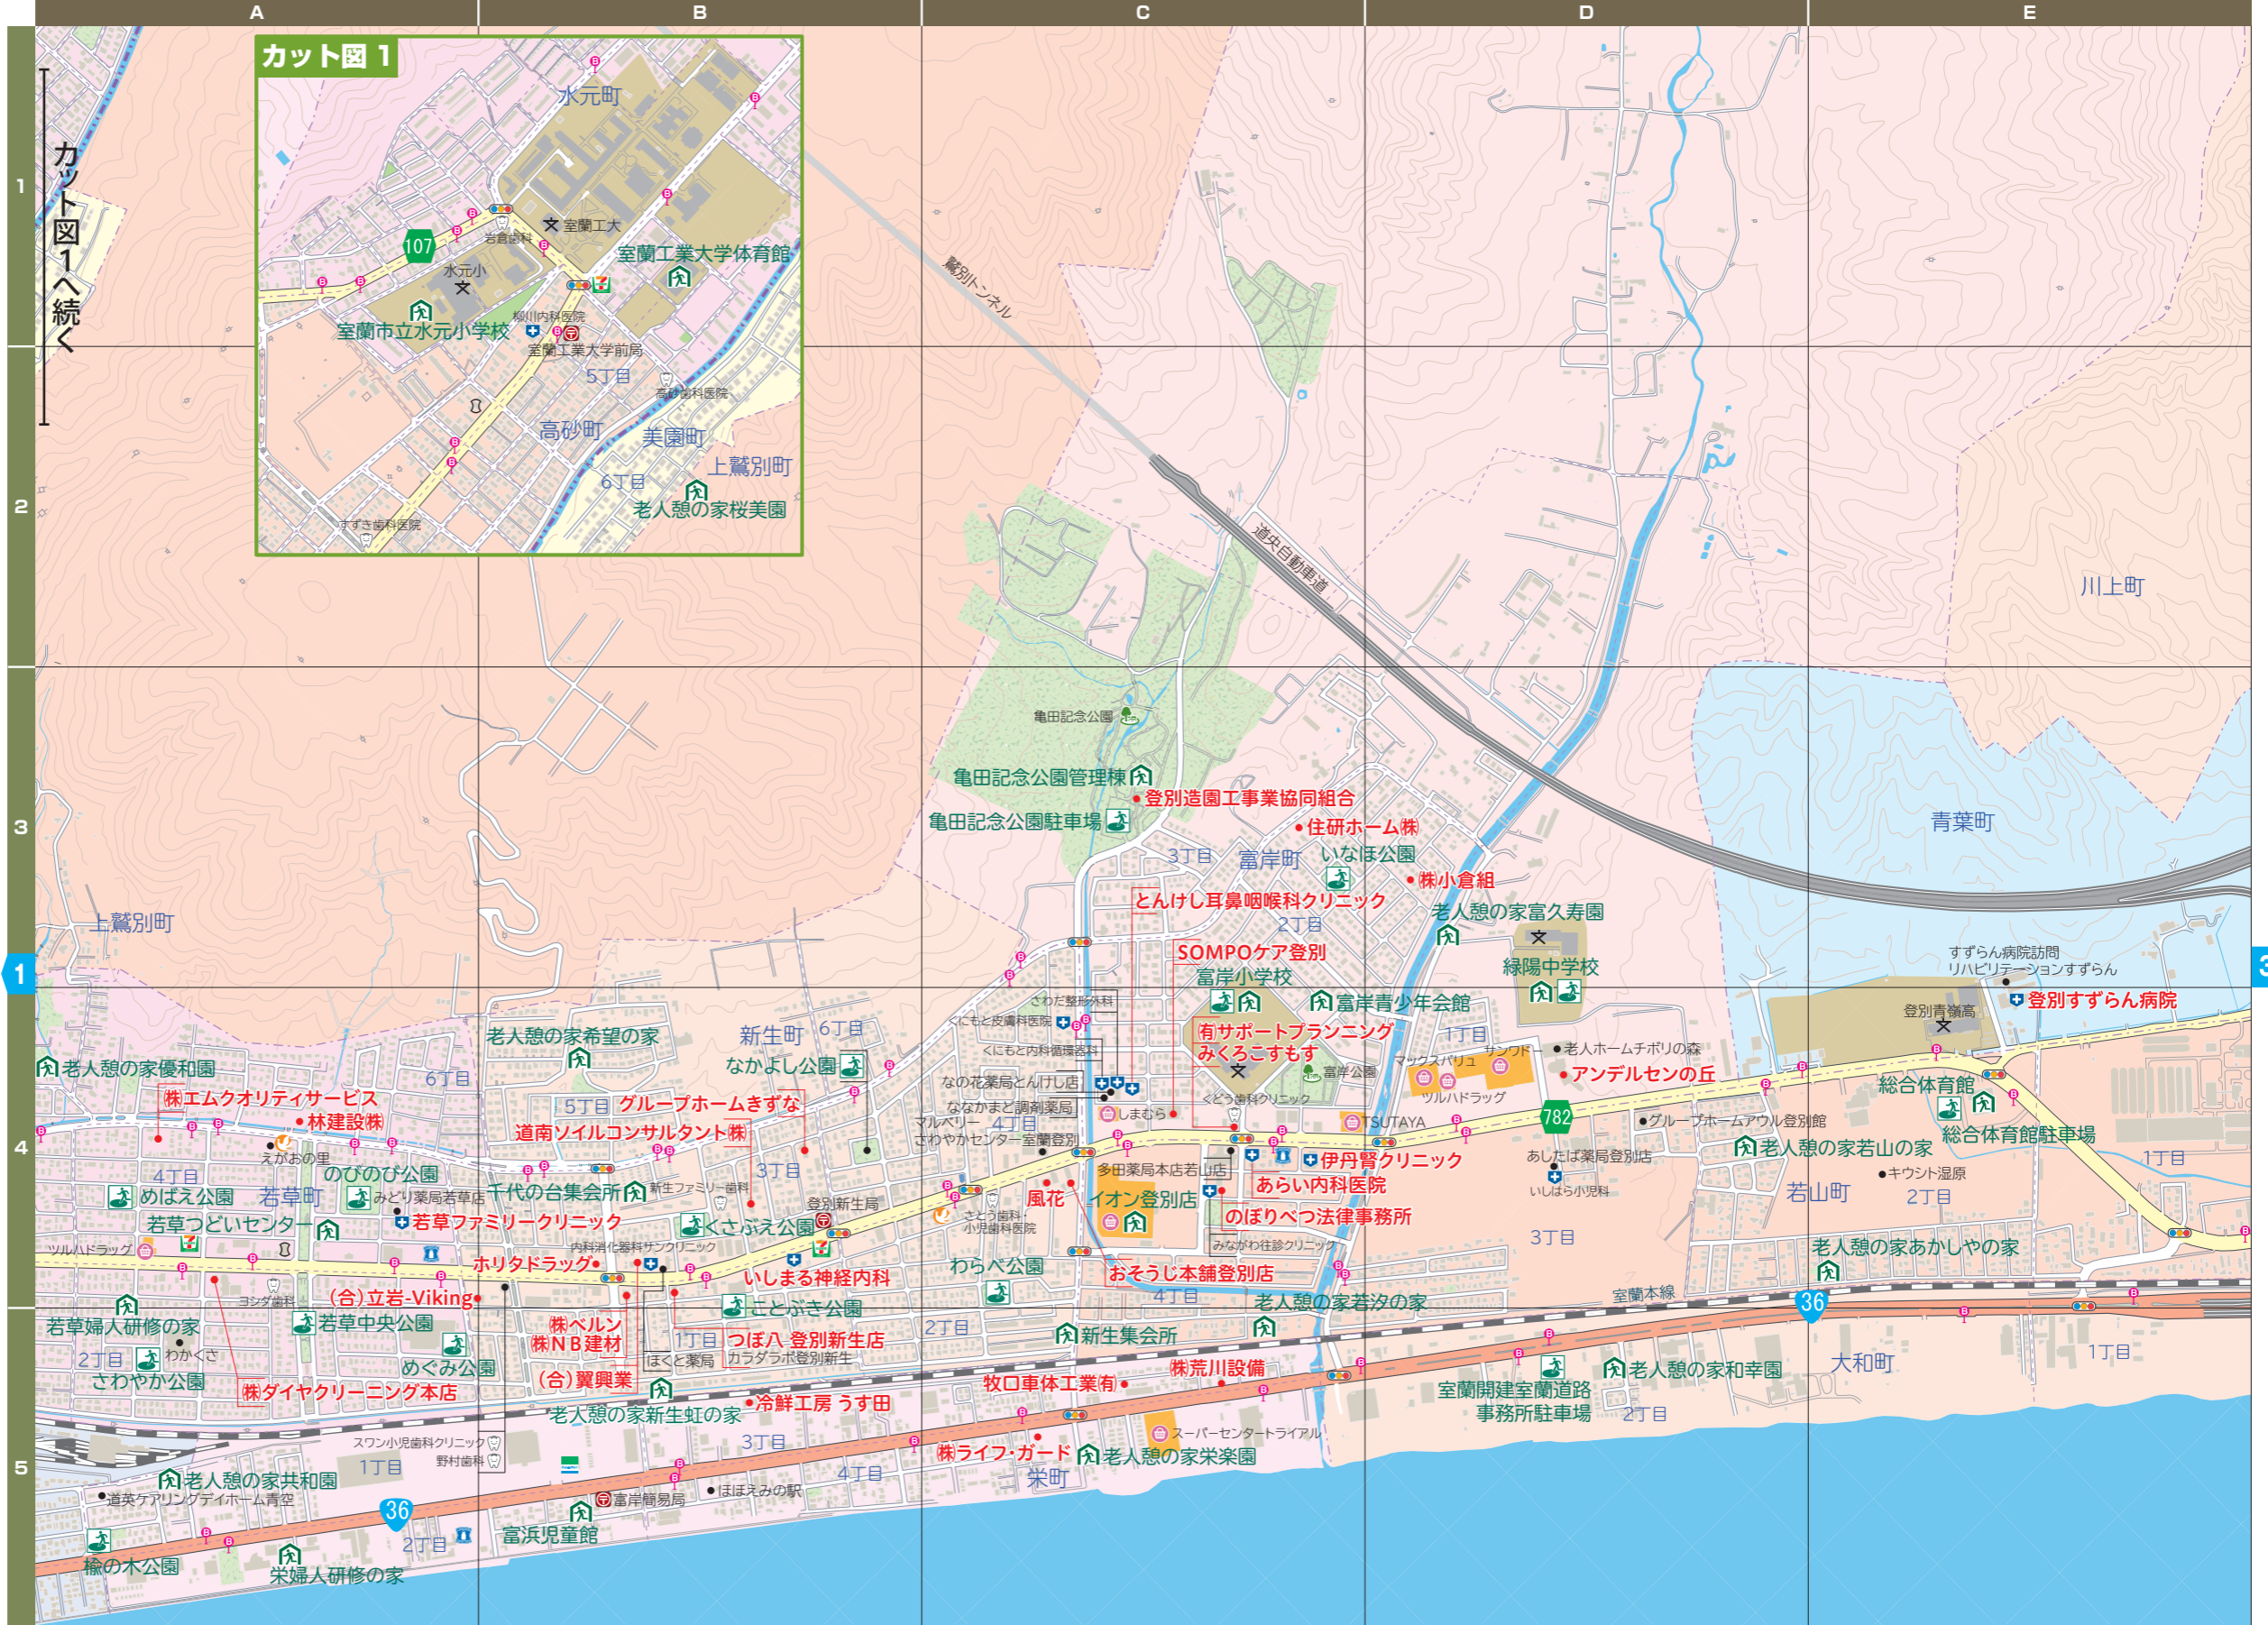 A
B
C
D
E
1
2
3
4
5
1
3
カット図1へ続く
カット図 1
水元町
107
岩倉歯科
室蘭工大
水元小
室蘭工業大学体育館
室蘭市立水元小学校
柳川内科医院
室蘭工業大学前局
5丁目
高砂歯科医院
高砂町
美園町
上鷲別町
6丁目
老人憩の家桜美園
すずき歯科医院
鷲別トンネル
道央自動車道
川上町
亀田記念公園
亀田記念公園管理棟
登別造園工事業協同組合
亀田記念公園駐車場
住研ホーム㈱
3丁目
富岸町
いなほ公園
㈱小倉組
青葉町
とんけし耳鼻咽喉科クリニック
2丁目
老人憩の家富久寿園
上鷲別町
SOMPOケア登別
富岸小学校
緑陽中学校
すずらん病院訪問
リハビリテーションすずらん
さわだ整形外科
富岸青少年会館
登別すずらん病院
登別青嶺高
くにもと皮膚科医院
㈲サポートプランニング
みくろこすもす
1丁目
老人憩の家希望の家
新生町
6丁目
なかよし公園
くにもと内科循環器科
サンワドー
老人ホームチボリの森
マックスバリュ
老人憩の家優和園
6丁目
なの花薬局とんけし店
富岸公園
アンデルセンの丘
総合体育館
㈱エムクオリティサービス
5丁目
グループホームきずな
ななかまど調剤薬局
しまむら
くどう歯科クリニック
ツルハドラッグ
林建設㈱
道南ソイルコンサルタント㈱
マルベリー
さわやかセンター室蘭登別
4丁目
TSUTAYA
782
グループホームアウル登別館
総合体育館駐車場
えがおの里
老人憩の家若山の家
1丁目
4丁目
のびのび公園
3丁目
多田薬局本店若山店
伊丹腎クリニック
あしたば薬局登別店
キウシト湿原
めばえ公園
若草町
みどり薬局若草店
千代の台集会所
新生ファミリー歯科
風花
イオン登別店
あらい内科医院
いしはら小児科
若山町
2丁目
若草つどいセンター
若草ファミリークリニック
くさぶえ公園
登別新生局
さとう歯科・
小児歯科医院
のぼりべつ法律事務所
ツルハドラッグ
内科消化器科サンクリニック
みながわ往診クリニック
3丁目
老人憩の家あかしやの家
ホリタドラッグ
いしまる神経内科
わらべ公園
おそうじ本舗登別店
ヨシダ歯科
(合)立岩-Viking
ことぶき公園
4丁目
老人憩の家若汐の家
室蘭本線
36
若草婦人研修の家
若草中央公園
㈱ベルン
㈱NB建材
1丁目
つぼ八 登別新生店
カラダラボ登別新生
2丁目
新生集会所
2丁目
わかくさ
さわやか公園
めぐみ公園
ほくと薬局
大和町
1丁目
㈱ダイヤクリーニング本店
(合)翼興業
牧口車体工業㈲
㈱荒川設備
老人憩の家和幸園
室蘭開建室蘭道路
事務所駐車場
2丁目
老人憩の家新生虹の家
冷鮮工房 うす田
スーパーセンタートライアル
スワン小児歯科クリニック
野村歯科
1丁目
3丁目
㈱ライフ・ガード
老人憩の家栄楽園
栄町
4丁目
老人憩の家共和園
道英ケアリングデイホーム青空
36
富岸簡易局
ほほえみの駅
富浜児童館
2丁目
楡の木公園
栄婦人研修の家